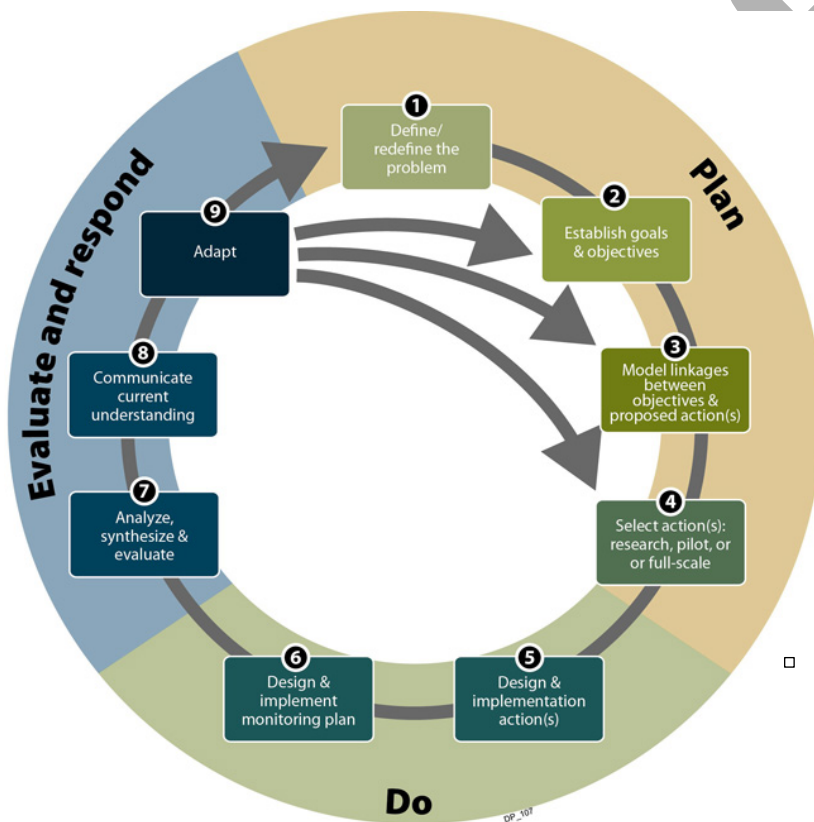 1
Define/
redefine the
problem
2
Establish goals
& objectives
3
Model linkages
between
objectives &
proposed action(s)
4
Select action(s):
research, pilot, or
or full-scale
5
Design &
implementation
action(s)
6
Design &
implement
monitoring plan
7
Analyze,
synthesize &
evaluate
8
Communicate
current
understanding
9
Adapt
Plan
Do
Evaluate and respond
DP_107